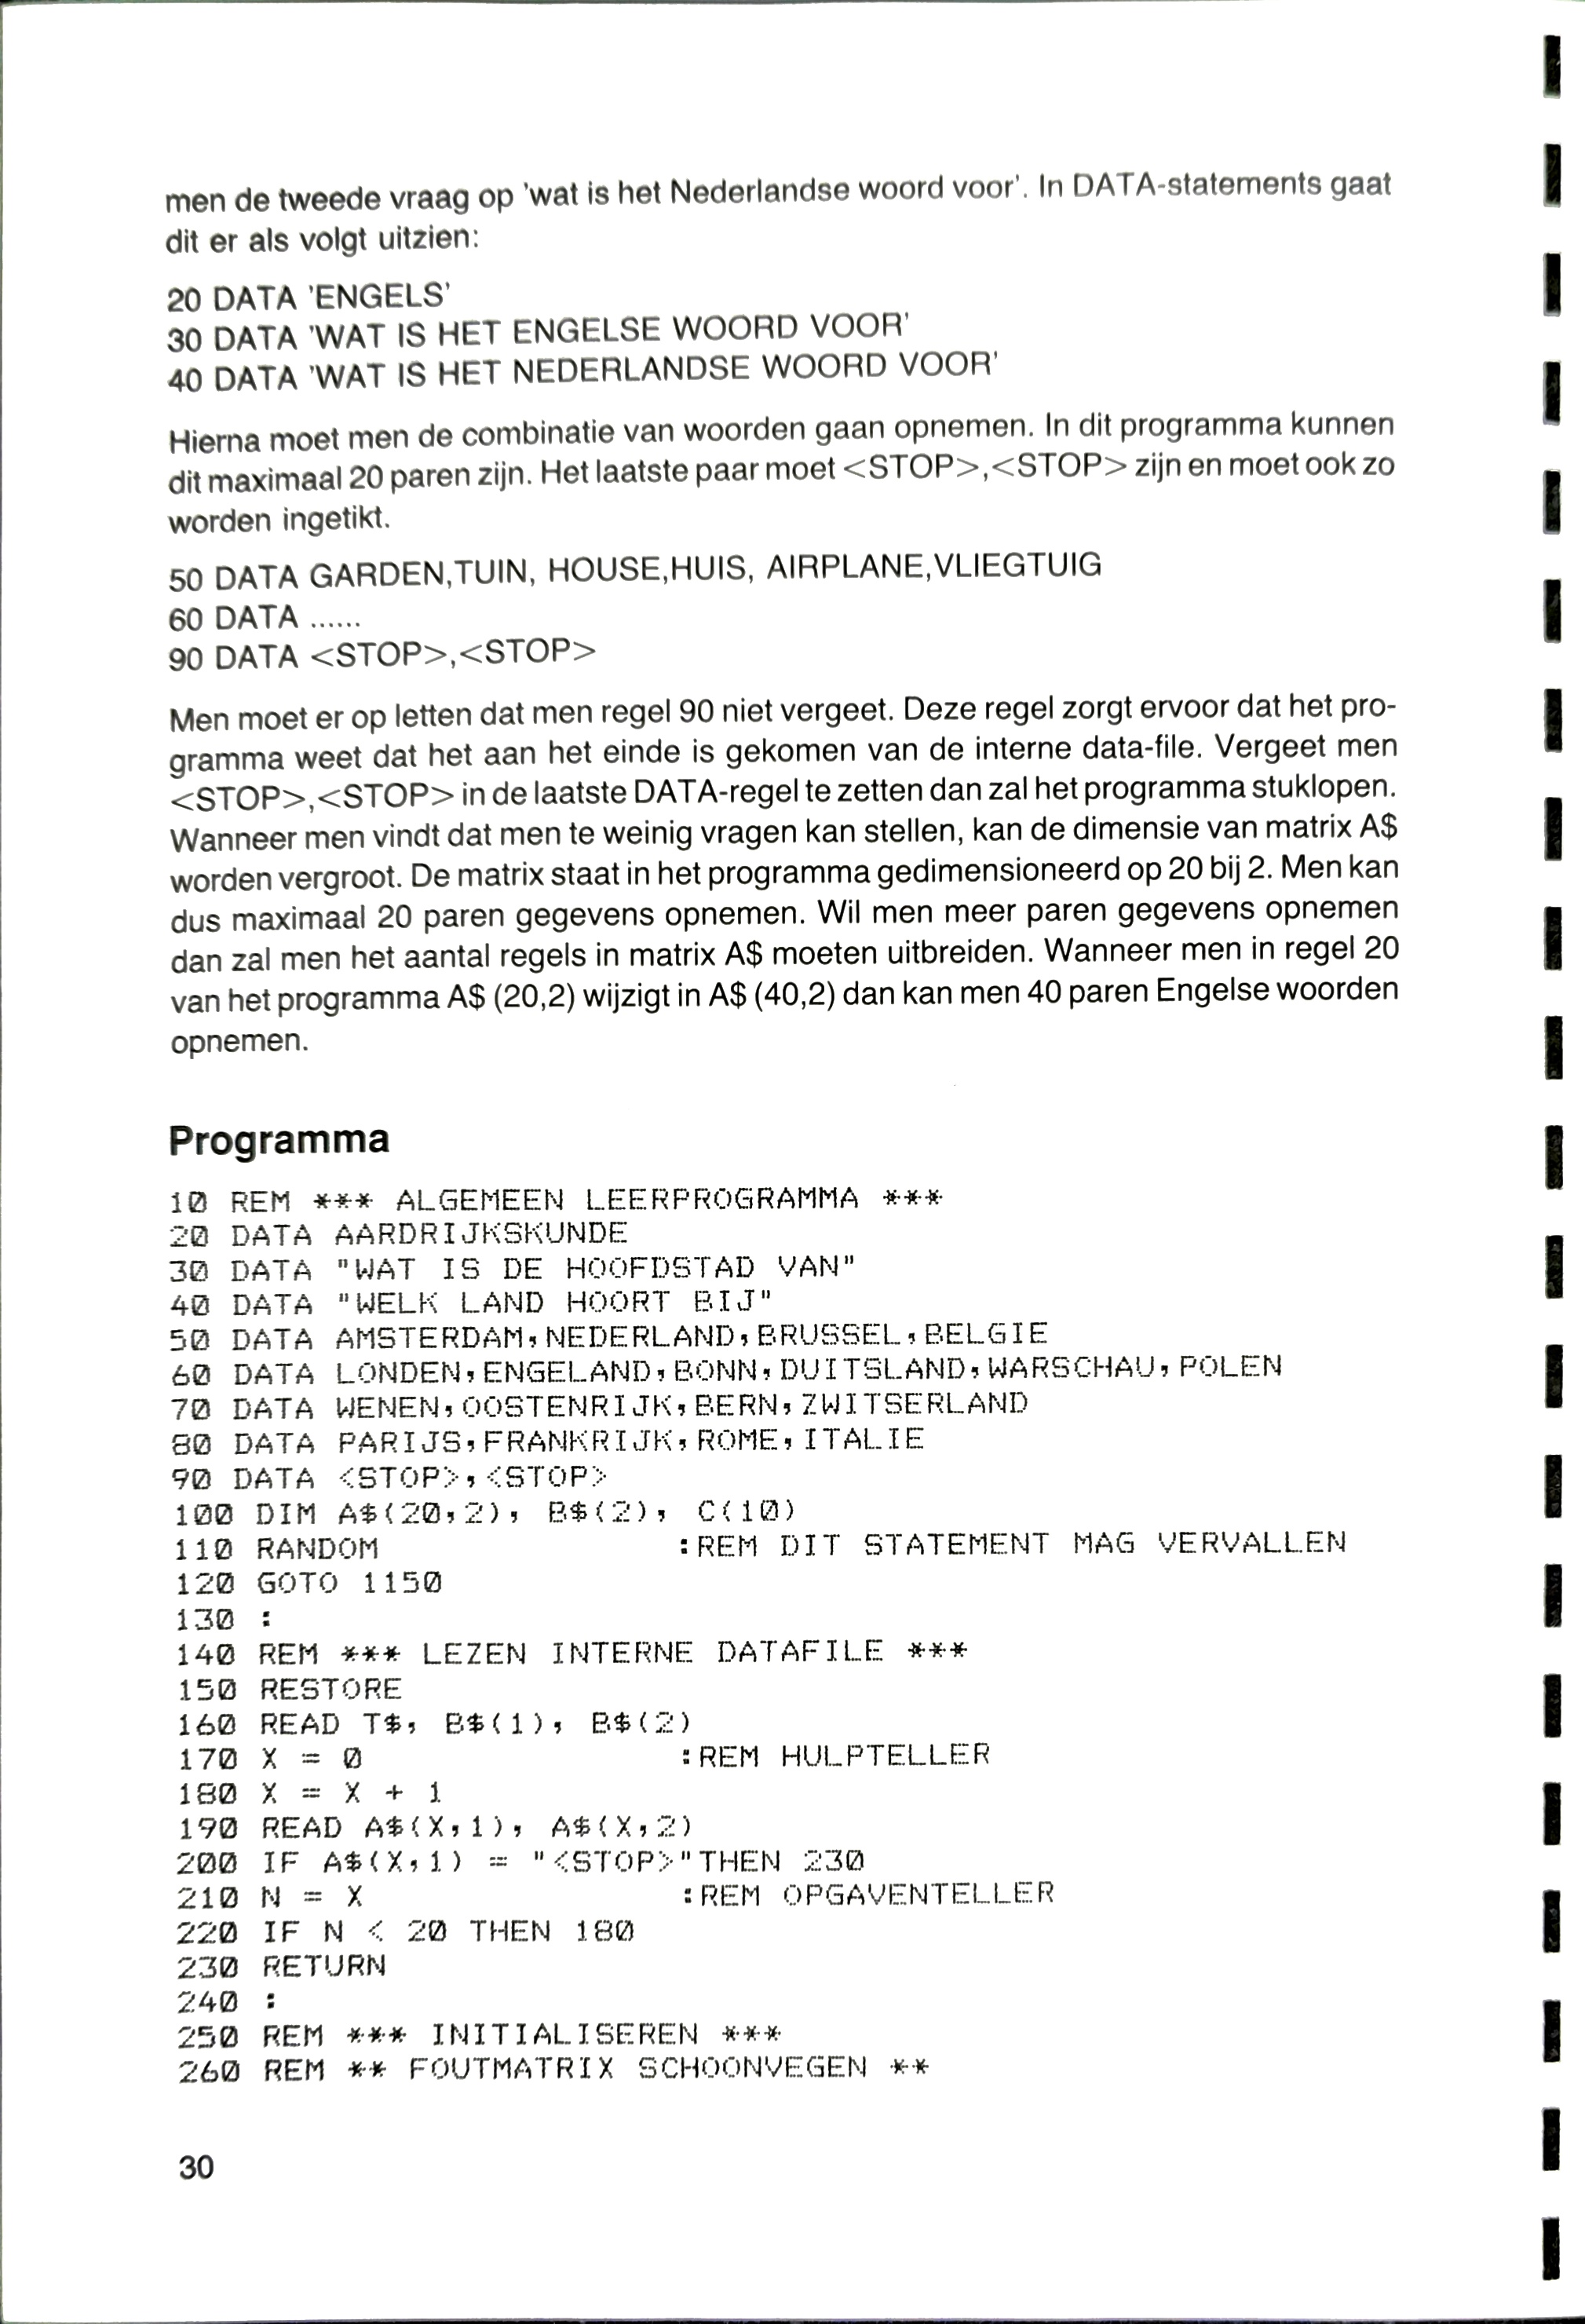 men de tweede vraag op 'wat is het Nederlandse woord voor'. In DATA-statements gaat
dit er als volgt uitzien:
20 DATA 'ENGELS'
30 DATA 'WAT IS HET ENGELSE WOORD VOOR'
40 DATA 'WAT IS HET NEDERLANDSE WOORD VOOR'
Hierna moet men de combinatie van woorden gaan opnemen. In dit programma kunnen
dit maximaal 20 paren zijn. Het laatste paar moet <STOP>,<STOP> zijn en moet ook zo
worden ingetikt.
50 DATA GARDEN,TUIN, HOUSE,HUIS, AIRPLANE,VLIEGTUIG
60 DATA ......
90 DATA <STOP>,<STOP>
Men moet er op letten dat men regel 90 niet vergeet. Deze regel zorgt ervoor dat het pro-
gramma weet dat het aan het einde is gekomen van de interne data-file. Vergeet men
<STOP>,<STOP> in de laatste DATA-regel te zetten dan zal het programma stuklopen.
Wanneer men vindt dat men te weinig vragen kan stellen, kan de dimensie van matrix A$
worden vergroot. De matrix staat in het programma gedimensioneerd op 20 bij 2. Men kan
dus maximaal 20 paren gegevens opnemen. Wil men meer paren gegevens opnemen
dan zal men het aantal regels in matrix A$ moeten uitbreiden. Wanneer men in regel 20
van het programma A$ (20,2) wijzigt in A$ (40,2) dan kan men 40 paren Engelse woorden
opnemen.
Programma
10 REM *** ALGEMEEN LEERPROGRAMMA ***
20 DATA AARDRIJKSKUNDE
30 DATA "WAT IS DE HOOFDSTAD VAN"
40 DATA "WELK LAND HOORT BIJ"
50 DATA AMSTERDAM,NEDERLAND,BRUSSEL,BELGIE
60 DATA LONDEN,ENGELAND,BONN,DUITSLAND,WARSCHAU,POLEN
70 DATA WENEN,OOSTENRIJK,BERN,ZWITSERLAND
80 DATA PARIJS,FRANKRIJK,ROME,ITALIE
90 DATA <STOP>,<STOP>
100 DIM A$(20,2), B$(2), C(10)
110 RANDOM :REM DIT STATEMENT MAG VERVALLEN
120 GOTO 1150
130 :
140 REM *** LEZEN INTERNE DATAFILE ***
150 RESTORE
160 READ T$, B$(1), B$(2)
170 X = 0 :REM HULPTELLER
180 X = X + 1
190 READ A$(X,1), A$(X,2)
200 IF A$(X,1) = "<STOP>"THEN 230
210 N = X :REM OPGAVENTELLER
220 IF N < 20 THEN 180
230 RETURN
240 :
250 REM *** INITIALISEREN ***
260 REM ** FOUTMATRIX SCHOONVEGEN **
30